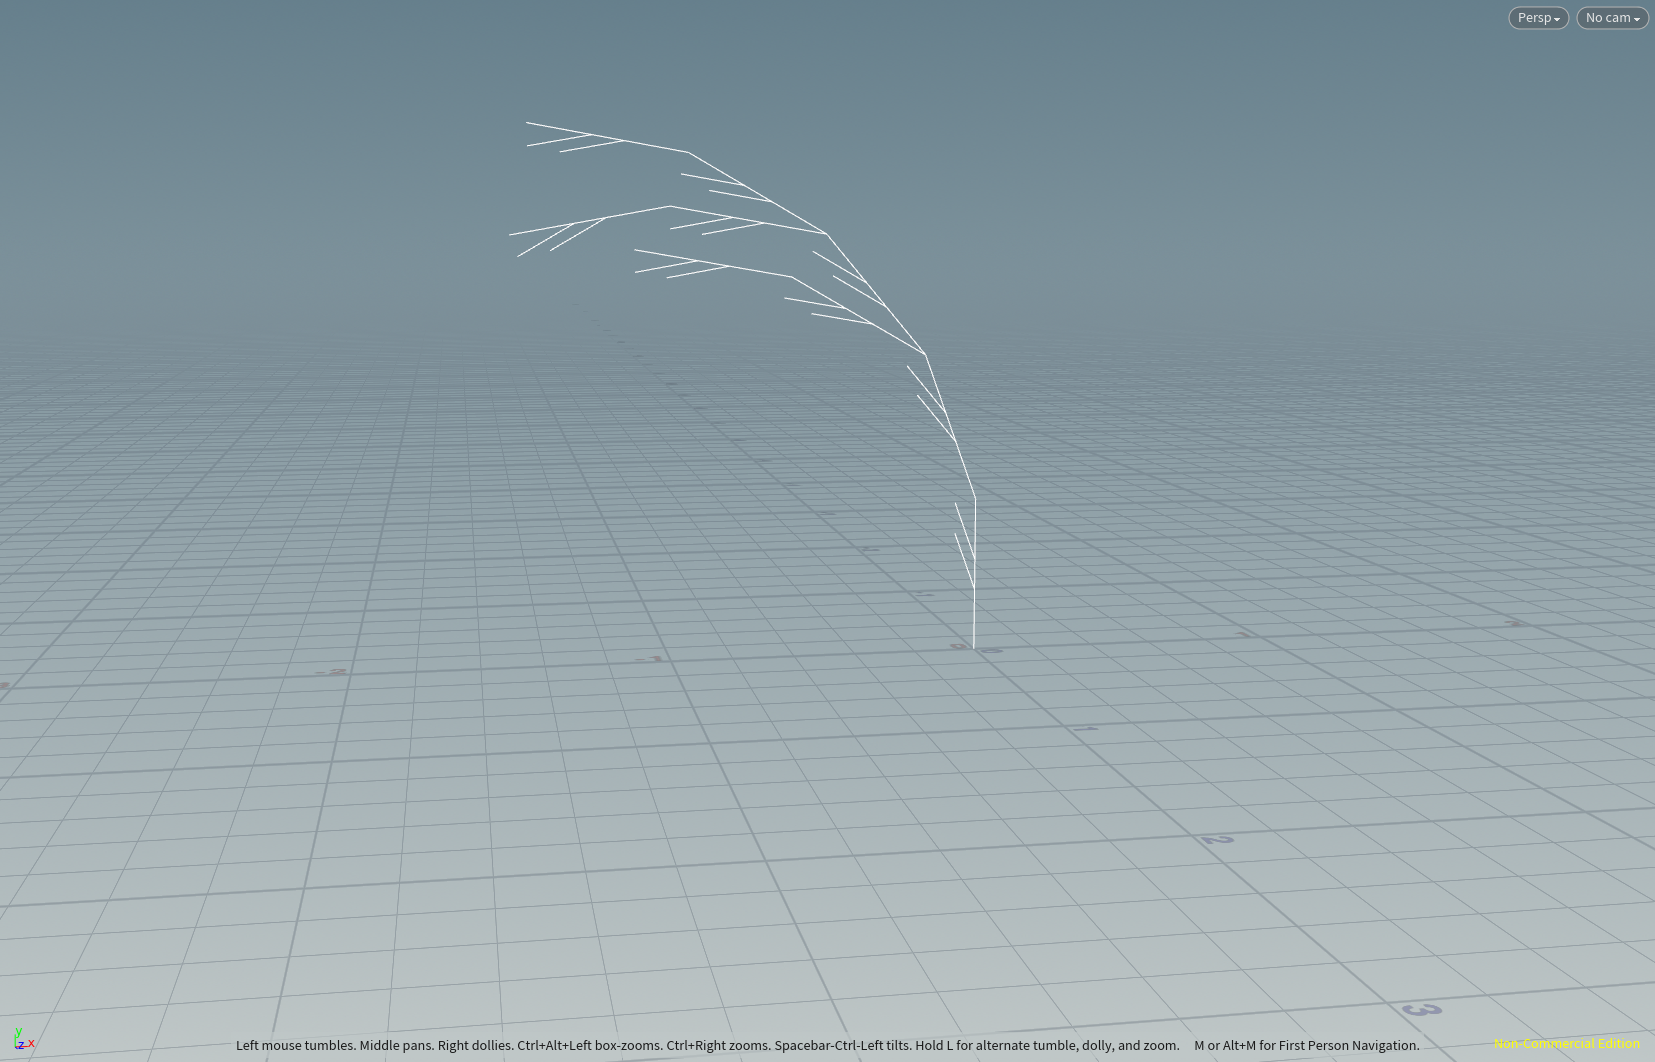 Persp No cam
-2 -1 0 0 1 2
1
2
3
y
z x
Left mouse tumbles. Middle pans. Right dollies. Ctrl+Alt+Left box-zooms. Ctrl+Right zooms. Spacebar-Ctrl-Left tilts. Hold L for alternate tumble, dolly, and zoom. M or Alt+M for First Person Navigation.
Non-Commercial Edition